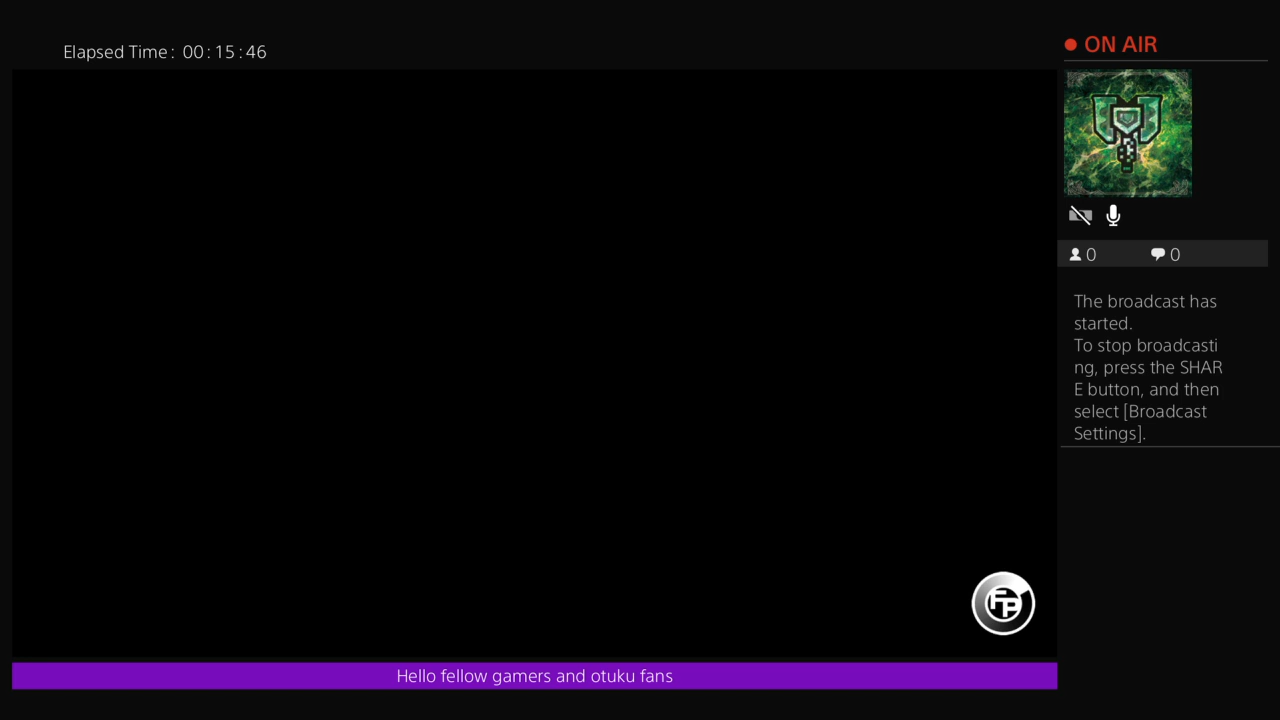 Elapsed Time: 00:15:46
ON AIR
0 0
The broadcast has
started.
To stop broadcasti
ng, press the SHAR
E button, and then
select [Broadcast
Settings].
FP
Hello fellow gamers and otuku fans